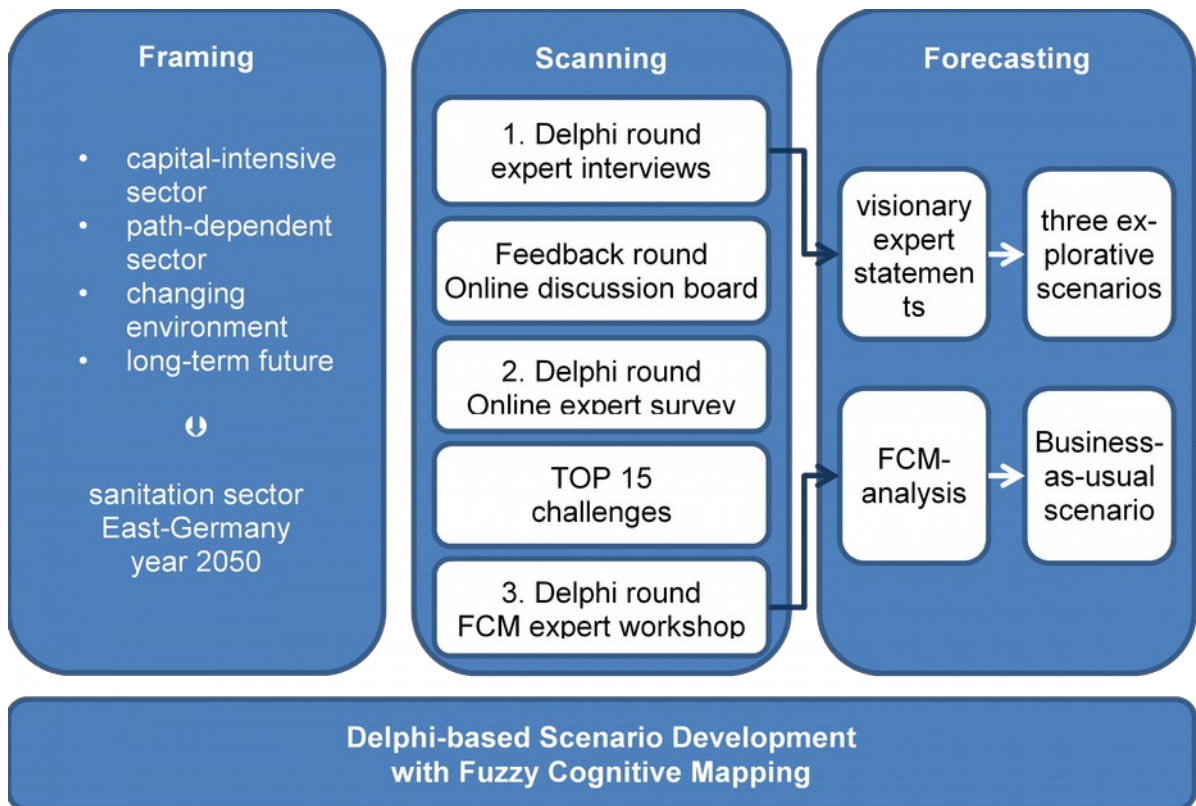 Framing
• capital-intensive
sector
• path-dependent
sector
• changing
environment
• long-term future
sanitation sector
East-Germany
year 2050
Scanning
1. Delphi round
expert interviews
Feedback round
Online discussion board
2. Delphi round
Online expert survey
TOP 15
challenges
3. Delphi round
FCM expert workshop
Forecasting
visionary
expert
statemen
ts
three ex-
plorative
scenarios
FCM-
analysis
Business-
as-usual
scenario
Delphi-based Scenario Development
with Fuzzy Cognitive Mapping